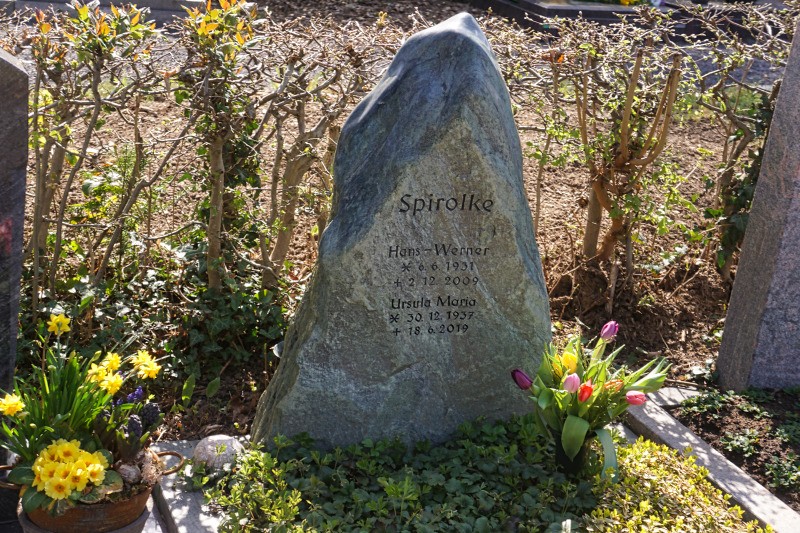 Spirolke
Hans-Werner
* 6.6.1931
+ 2.12.2009
Ursula Maria
* 30.12.1937
+ 18.6.2019